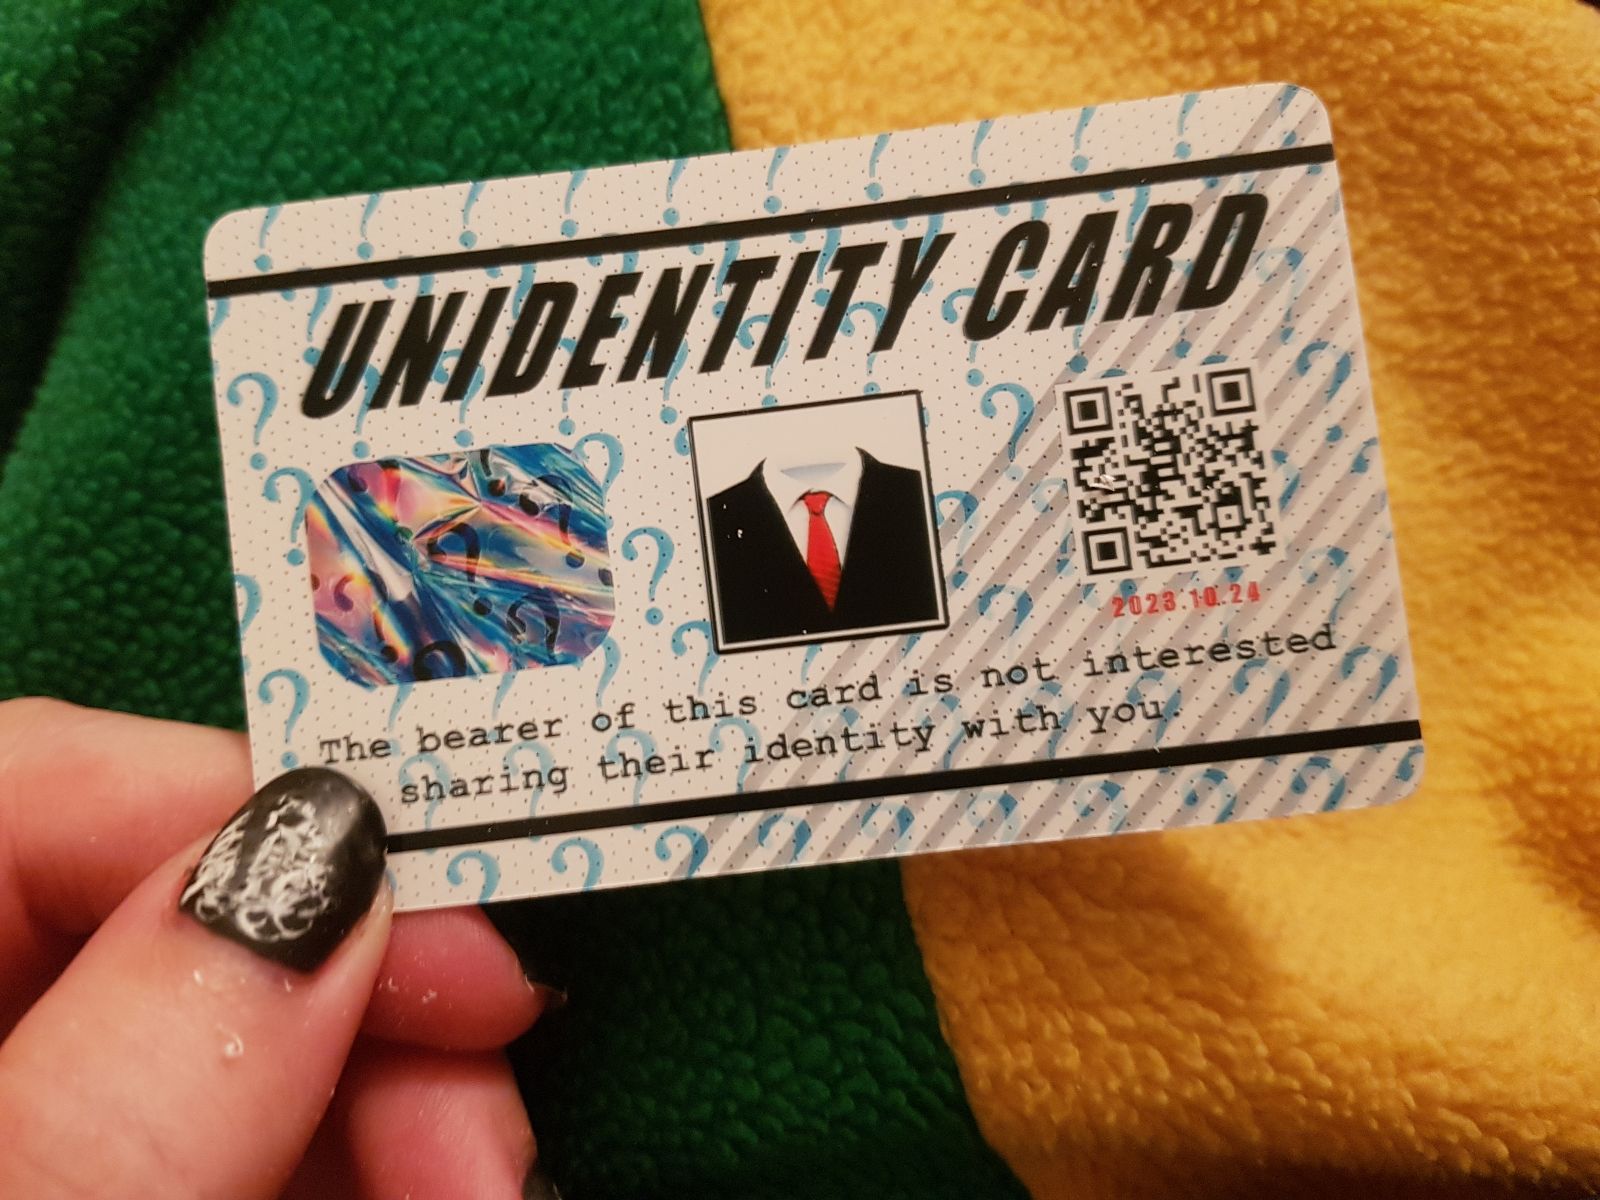 UNIDENTITY CARD
2023.10.24
The bearer of this card is not interested
sharing their identity with you.